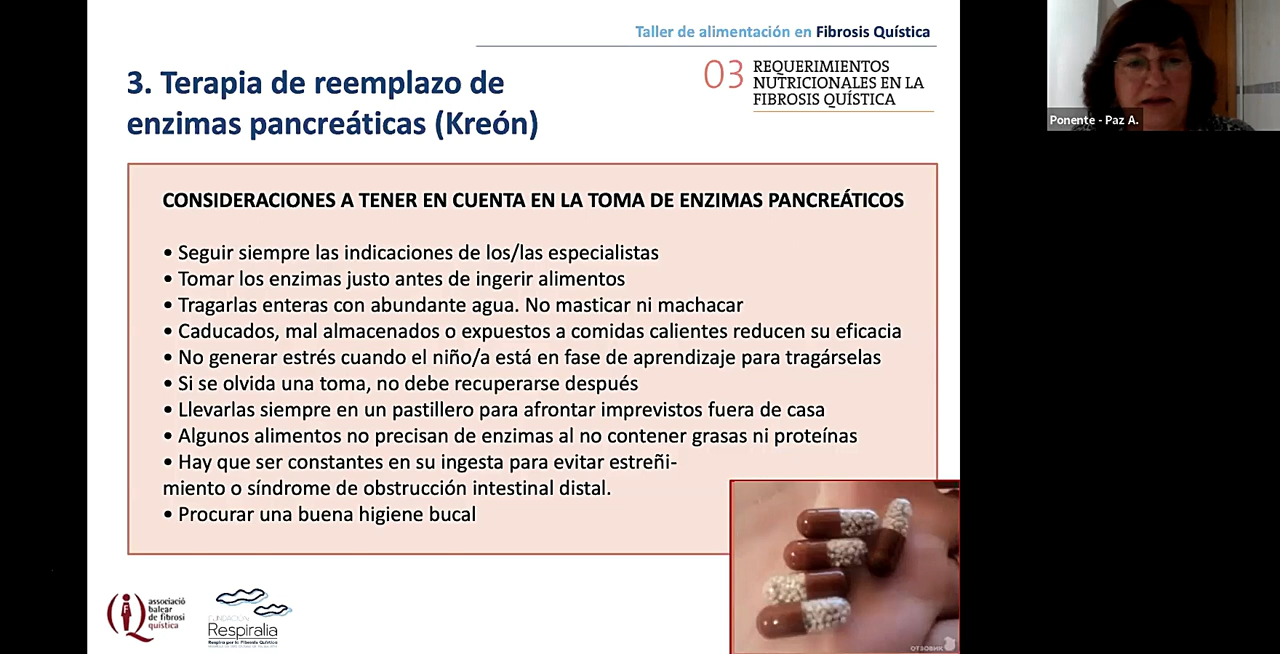 Taller de alimentación en Fibrosis Quística
3. Terapia de reemplazo de
enzimas pancreáticas (Kreón)
03 REQUERIMIENTOS
NUTRICIONALES EN LA
FIBROSIS QUÍSTICA
Ponente - Paz A.
CONSIDERACIONES A TENER EN CUENTA EN LA TOMA DE ENZIMAS PANCREÁTICOS
• Seguir siempre las indicaciones de los/las especialistas
• Tomar los enzimas justo antes de ingerir alimentos
• Tragarlas enteras con abundante agua. No masticar ni machacar
• Caducados, mal almacenados o expuestos a comidas calientes reducen su eficacia
• No generar estrés cuando el niño/a está en fase de aprendizaje para tragárselas
• Si se olvida una toma, no debe recuperarse después
• Llevarlas siempre en un pastillero para afrontar imprevistos fuera de casa
• Algunos alimentos no precisan de enzimas al no contener grasas ni proteínas
• Hay que ser constantes en su ingesta para evitar estreñi-
miento o síndrome de obstrucción intestinal distal.
• Procurar una buena higiene bucal
associació
balear
de fibrosi
quística
FUNDACIÓN
Respiralia
ОТЗОВИК